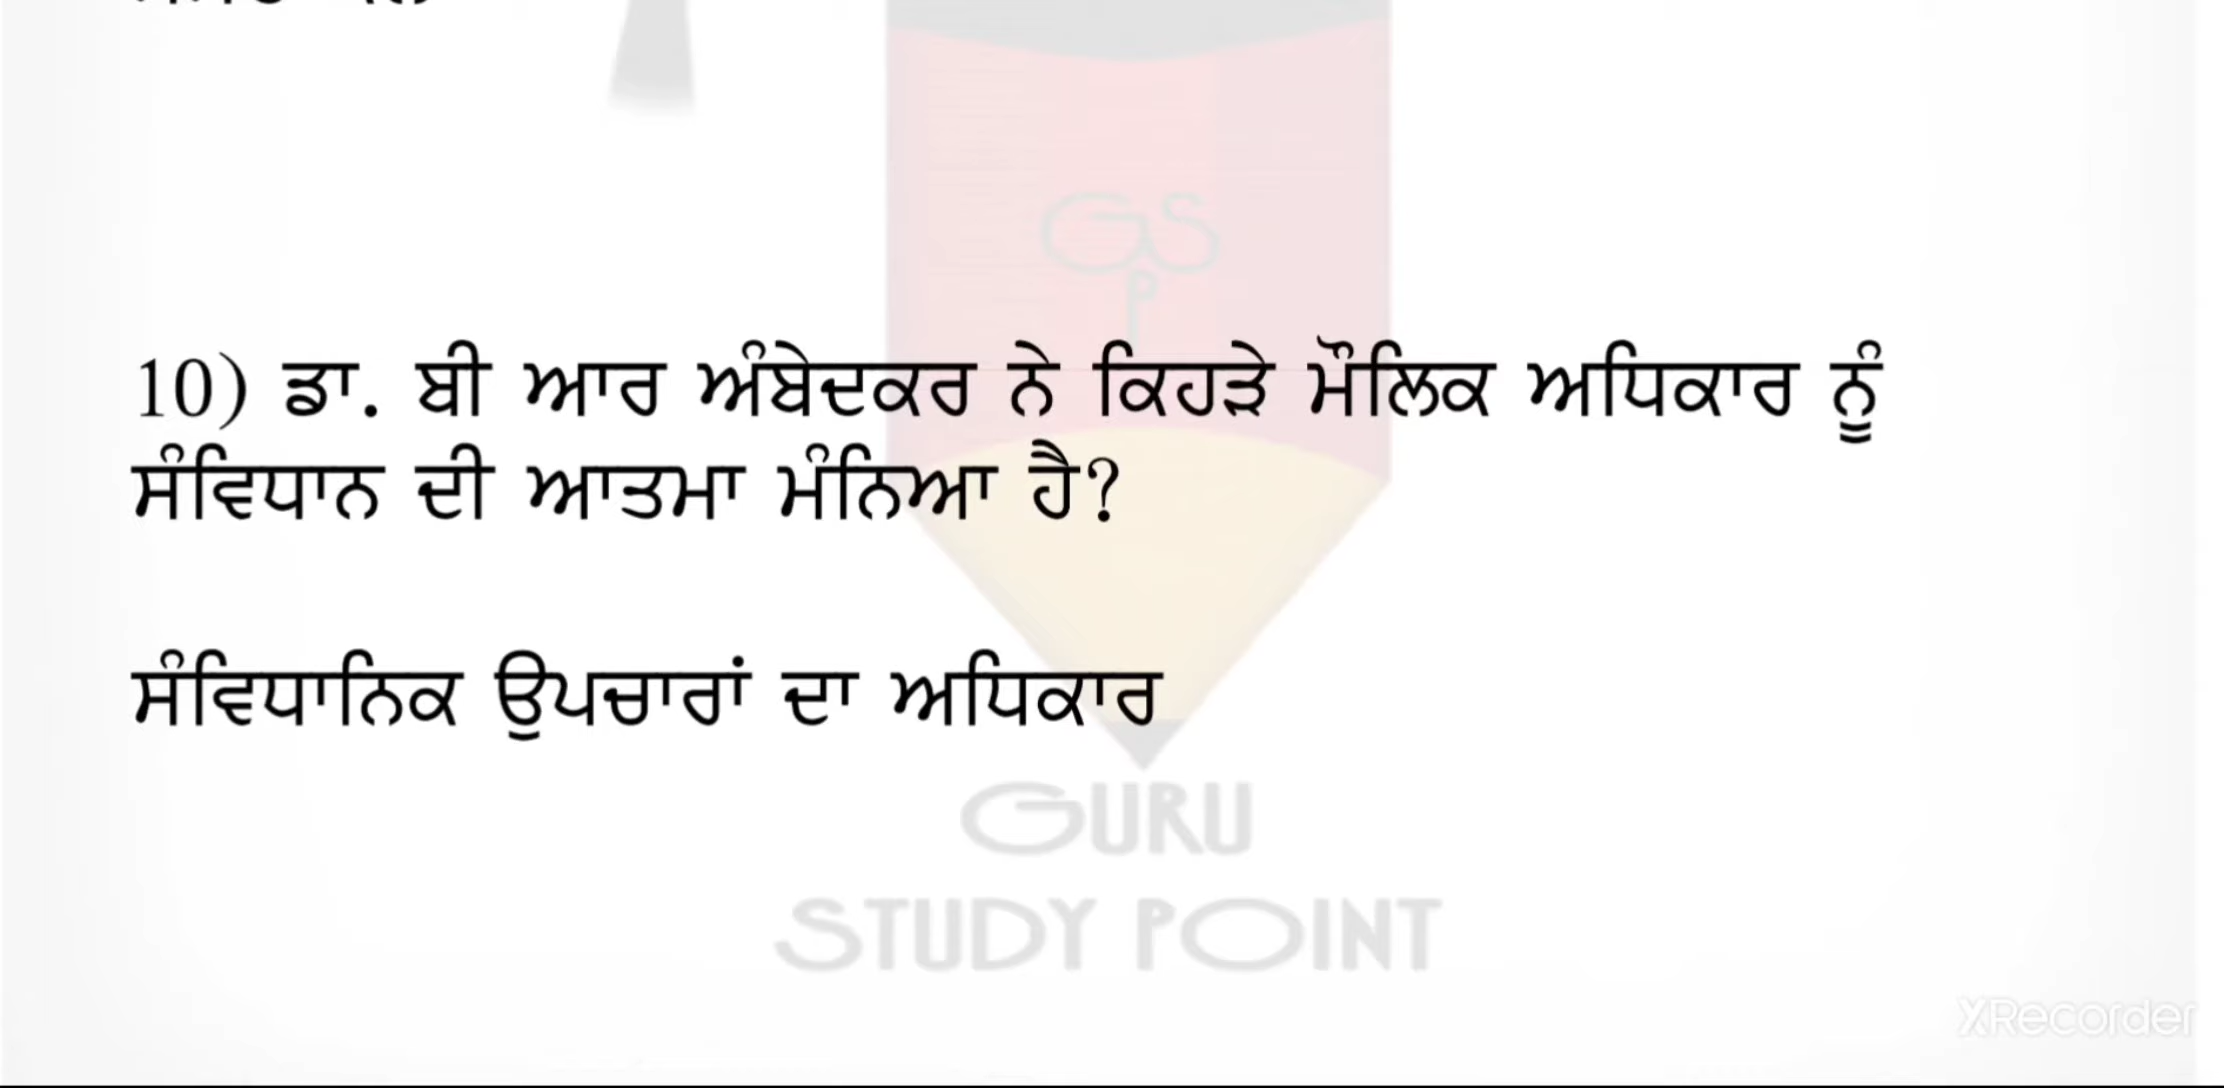 GS
P
10) ਡਾ. ਬੀ ਆਰ ਅੰਬੇਦਕਰ ਨੇ ਕਿਹੜੇ ਮੌਲਿਕ ਅਧਿਕਾਰ ਨੂੰ
ਸੰਵਿਧਾਨ ਦੀ ਆਤਮਾ ਮੰਨਿਆ ਹੈ?
ਸੰਵਿਧਾਨਿਕ ਉਪਚਾਰਾਂ ਦਾ ਅਧਿਕਾਰ
GURU
STUDY POINT
XRecorder